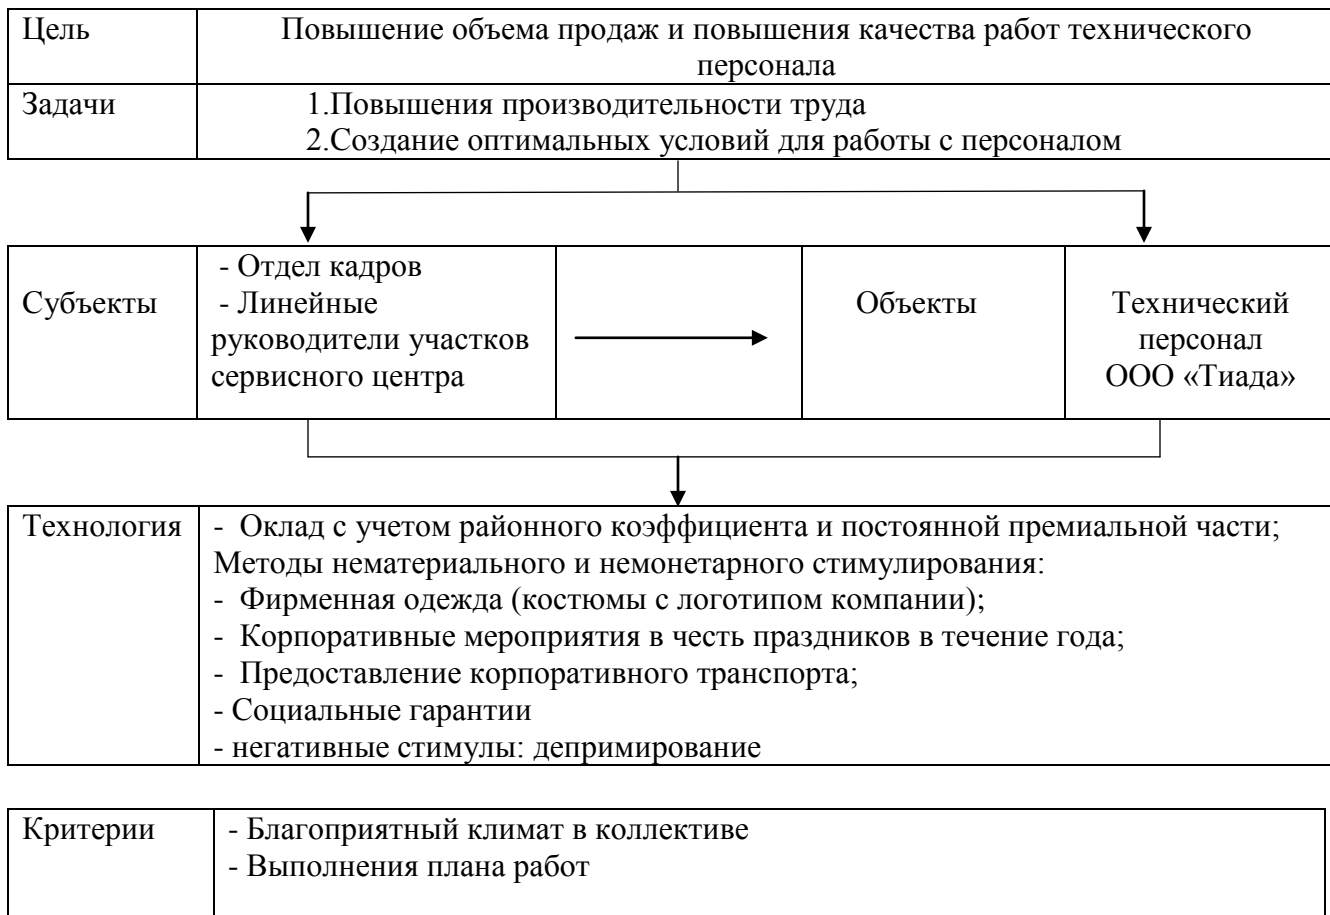 Цель
Повышение объема продаж и повышения качества работ технического
персонала
Задачи
1.Повышения производительности труда
2.Создание оптимальных условий для работы с персоналом
Субъекты
- Отдел кадров
- Линейные
руководители участков
сервисного центра
Объекты
Технический
персонал
ООО «Тиада»
Технология
- Оклад с учетом районного коэффициента и постоянной премиальной части;
Методы нематериального и немонетарного стимулирования:
- Фирменная одежда (костюмы с логотипом компании);
- Корпоративные мероприятия в честь праздников в течение года;
- Предоставление корпоративного транспорта;
- Социальные гарантии
- негативные стимулы: депримирование
Критерии
- Благоприятный климат в коллективе
- Выполнения плана работ